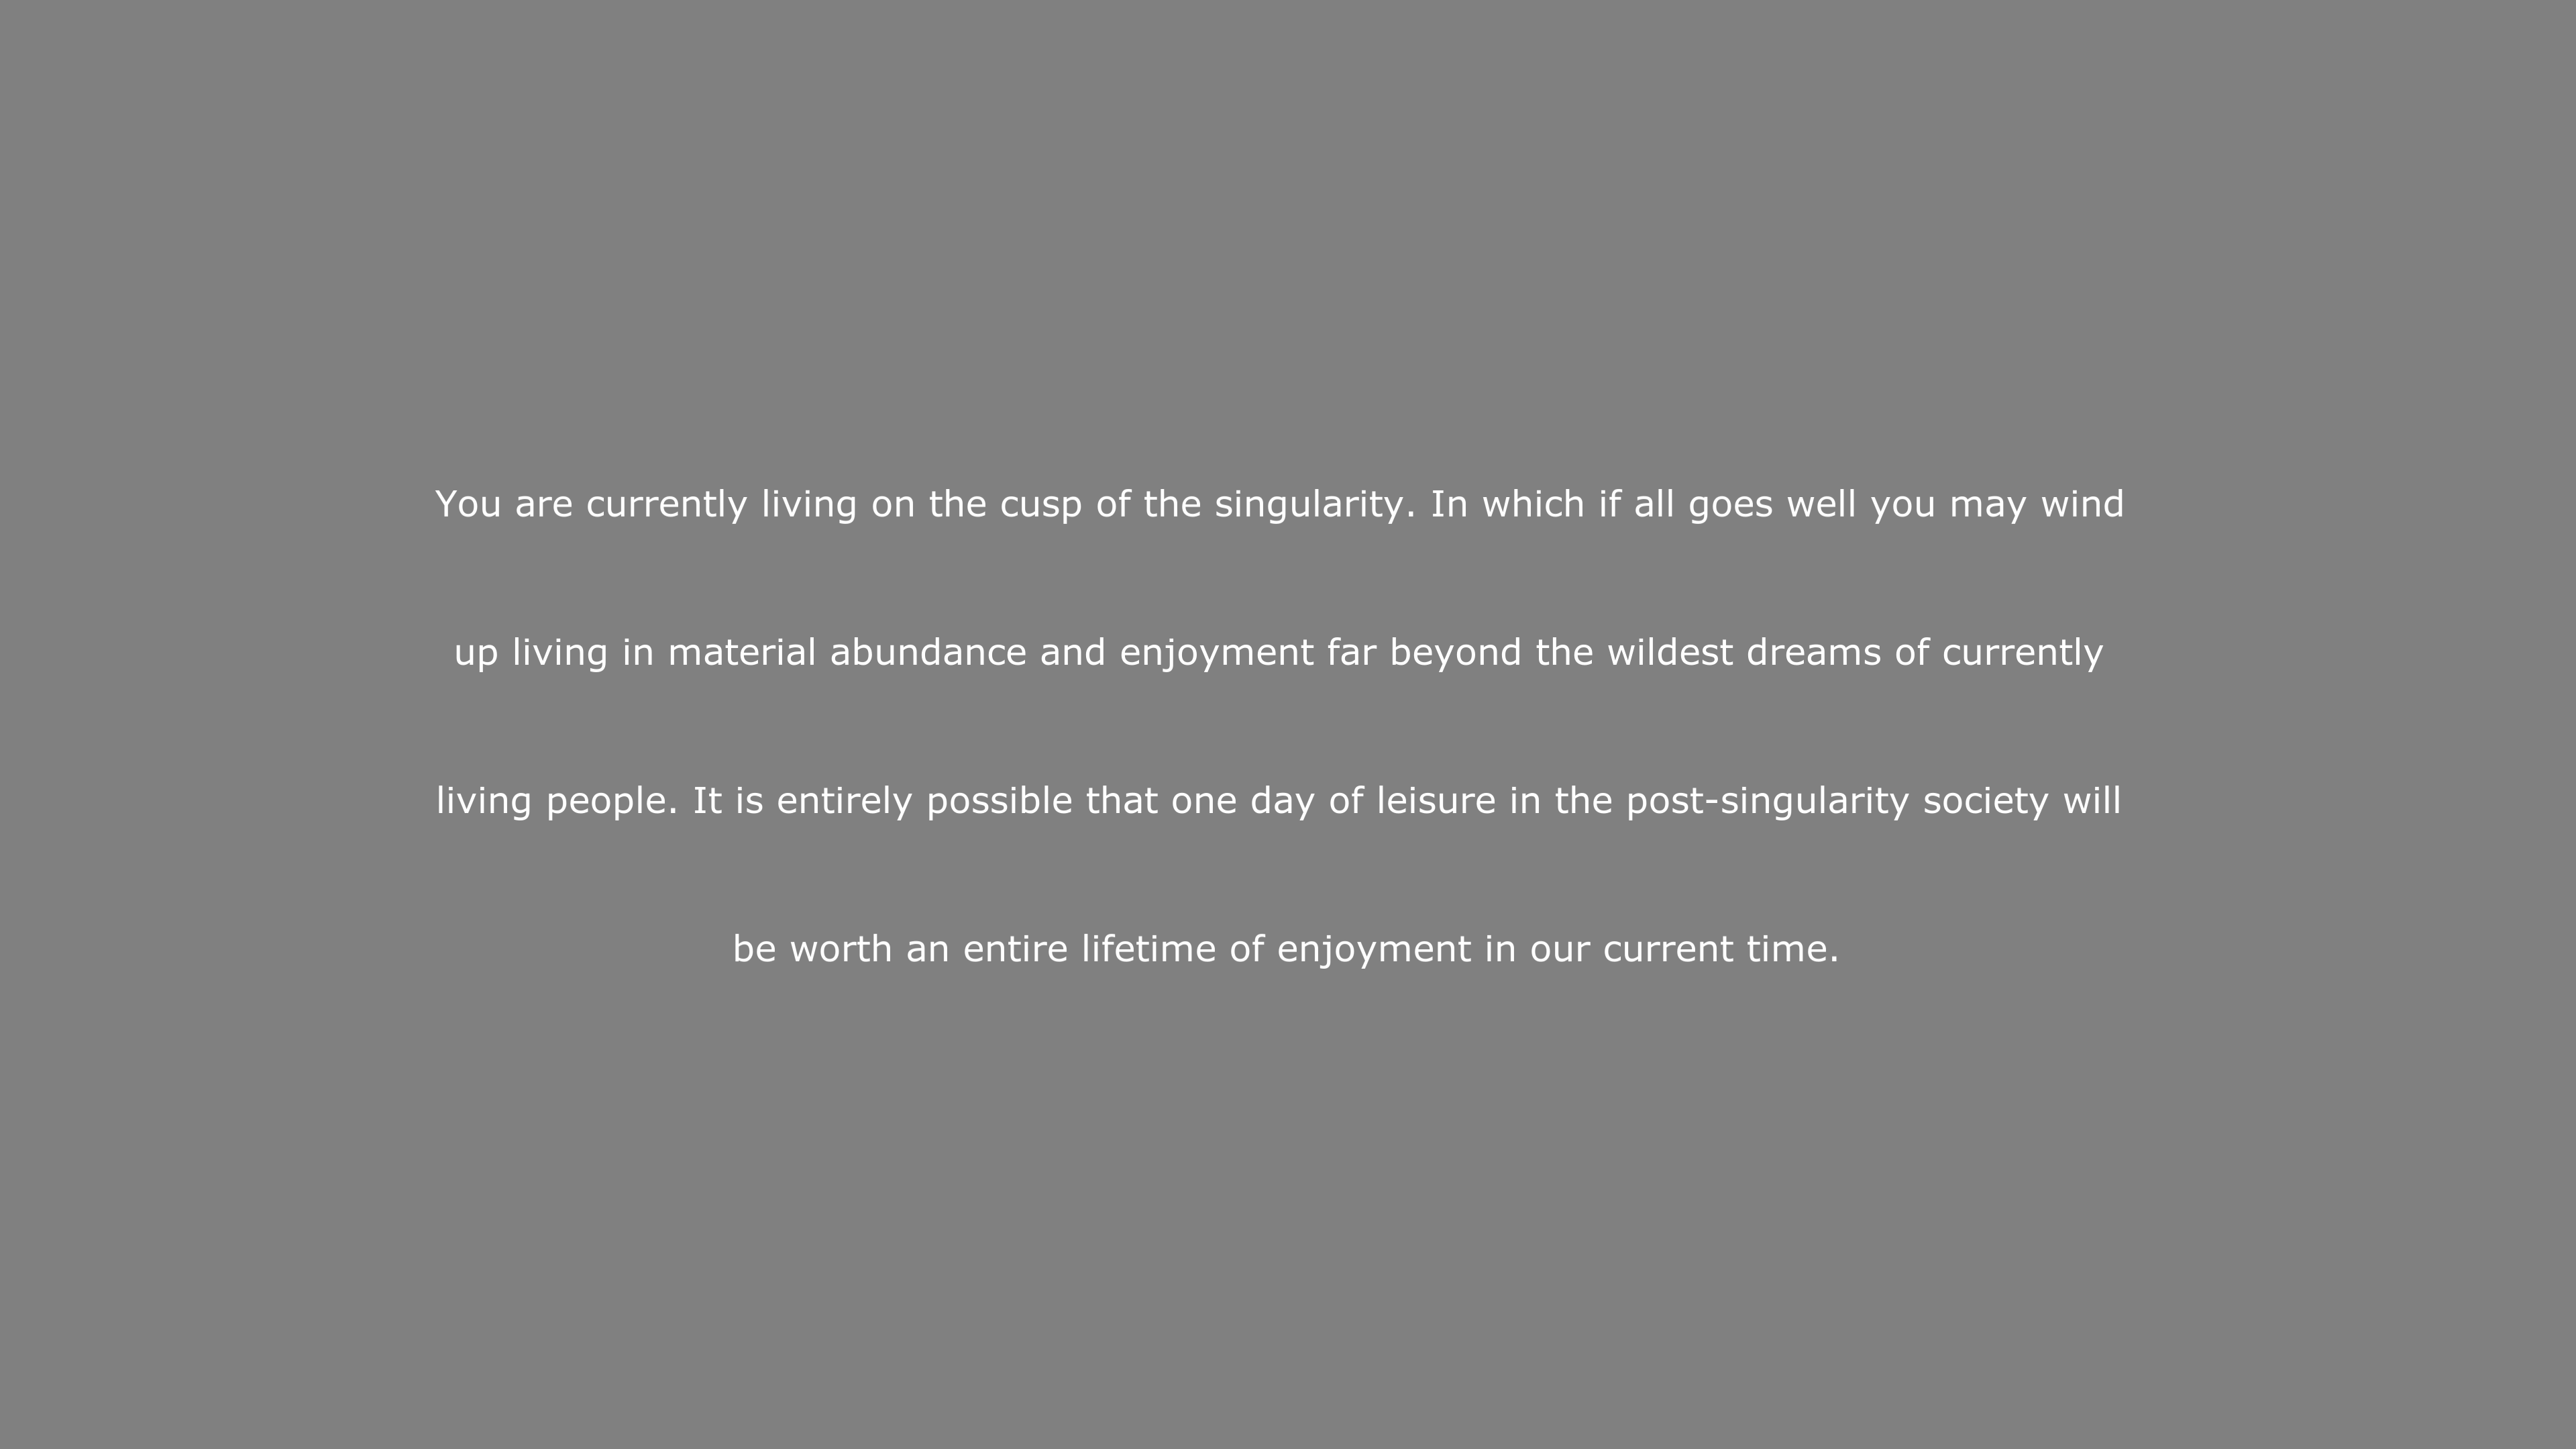 You are currently living on the cusp of the singularity. In which if all goes well you may wind
up living in material abundance and enjoyment far beyond the wildest dreams of currently
living people. It is entirely possible that one day of leisure in the post-singularity society will
be worth an entire lifetime of enjoyment in our current time.